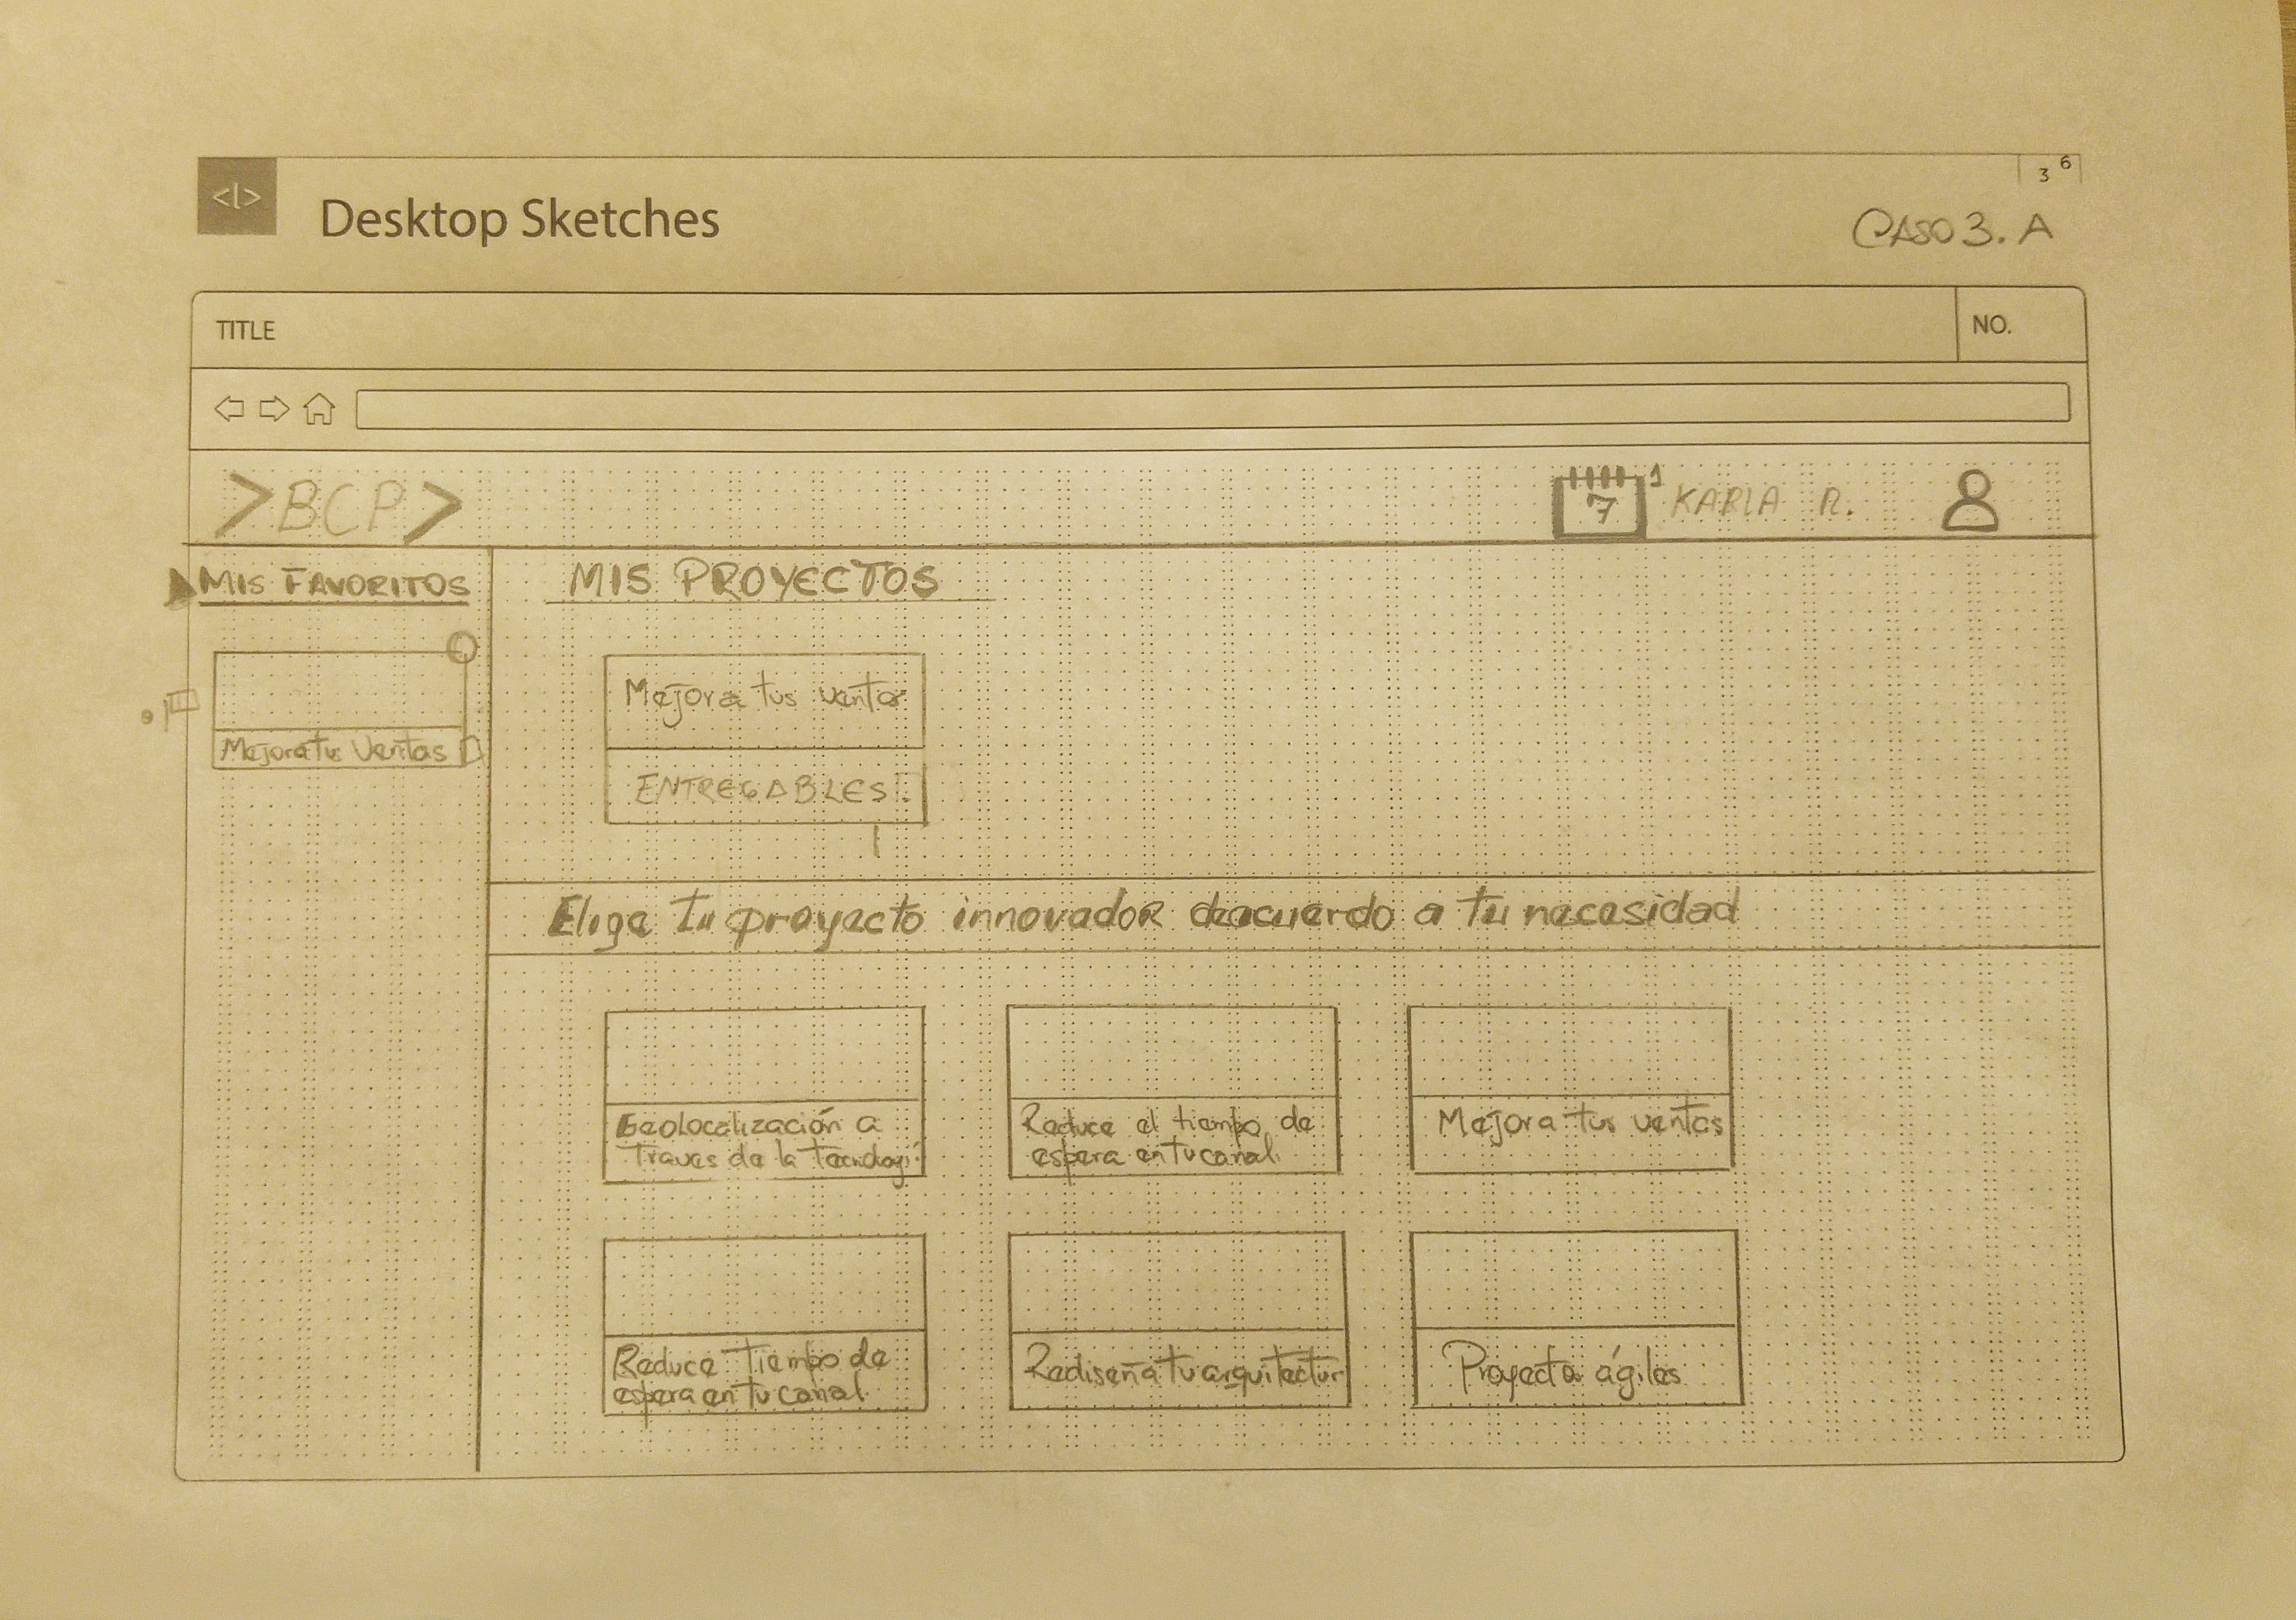 <|>
Desktop Sketches
3 6
CASO 3. A
TITLE
NO.
>BCP>
7
1
KARLA R.
MIS FAVORITOS
Mejora tus Ventas
MIS PROYECTOS
Mejora tus ventas
ENTREGABLES
Elige tu proyecto innovador deacuerdo a tu necesidad
Geolocalización a
traves de la tecnologí
Reduce el tiempo de
espera en tu canal.
Mejora tus ventas
Reduce tiempo de
espera en tu canal.
Rediseña tu arquitectur
Proyecto ágiles